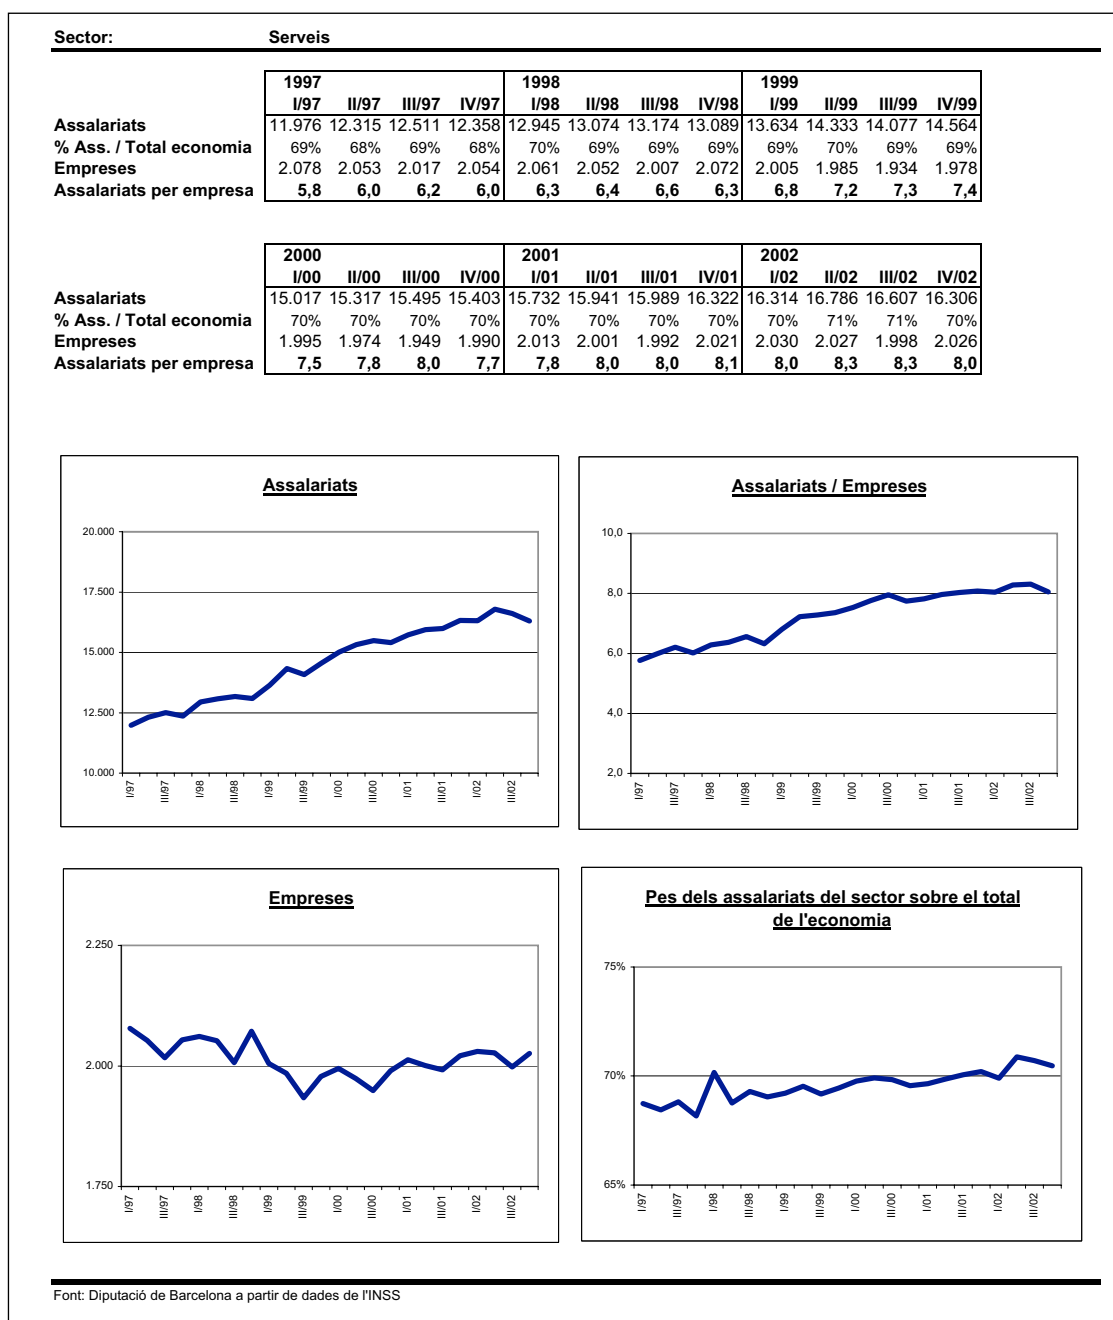 Sector: Serveis
1997 1998 1999
I/97 II/97 III/97 IV/97 I/98 II/98 III/98 IV/98 I/99 II/99 III/99 IV/99
Assalariats 11.976 12.315 12.511 12.358 12.945 13.074 13.174 13.089 13.634 14.333 14.077 14.564
% Ass. / Total economia 69% 68% 69% 68% 70% 69% 69% 69% 69% 70% 69% 69%
Empreses 2.078 2.053 2.017 2.054 2.061 2.052 2.007 2.072 2.005 1.985 1.934 1.978
Assalariats per empresa 5,8 6,0 6,2 6,0 6,3 6,4 6,6 6,3 6,8 7,2 7,3 7,4
2000 2001 2002
I/00 II/00 III/00 IV/00 I/01 II/01 III/01 IV/01 I/02 II/02 III/02 IV/02
Assalariats 15.017 15.317 15.495 15.403 15.732 15.941 15.989 16.322 16.314 16.786 16.607 16.306
% Ass. / Total economia 70% 70% 70% 70% 70% 70% 70% 70% 70% 71% 71% 70%
Empreses 1.995 1.974 1.949 1.990 2.013 2.001 1.992 2.021 2.030 2.027 1.998 2.026
Assalariats per empresa 7,5 7,8 8,0 7,7 7,8 8,0 8,0 8,1 8,0 8,3 8,3 8,0
Assalariats
20.000
17.500
15.000
12.500
10.000
I/97 III/97 I/98 III/98 I/99 III/99 I/00 III/00 I/01 III/01 I/02 III/02
Assalariats / Empreses
10,0
8,0
6,0
4,0
2,0
I/97 III/97 I/98 III/98 I/99 III/99 I/00 III/00 I/01 III/01 I/02 III/02
Empreses
2.250
2.000
1.750
I/97 III/97 I/98 III/98 I/99 III/99 I/00 III/00 I/01 III/01 I/02 III/02
Pes dels assalariats del sector sobre el total
de l'economia
75%
70%
65%
I/97 III/97 I/98 III/98 I/99 III/99 I/00 III/00 I/01 III/01 I/02 III/02
Font: Diputació de Barcelona a partir de dades de l'INSS